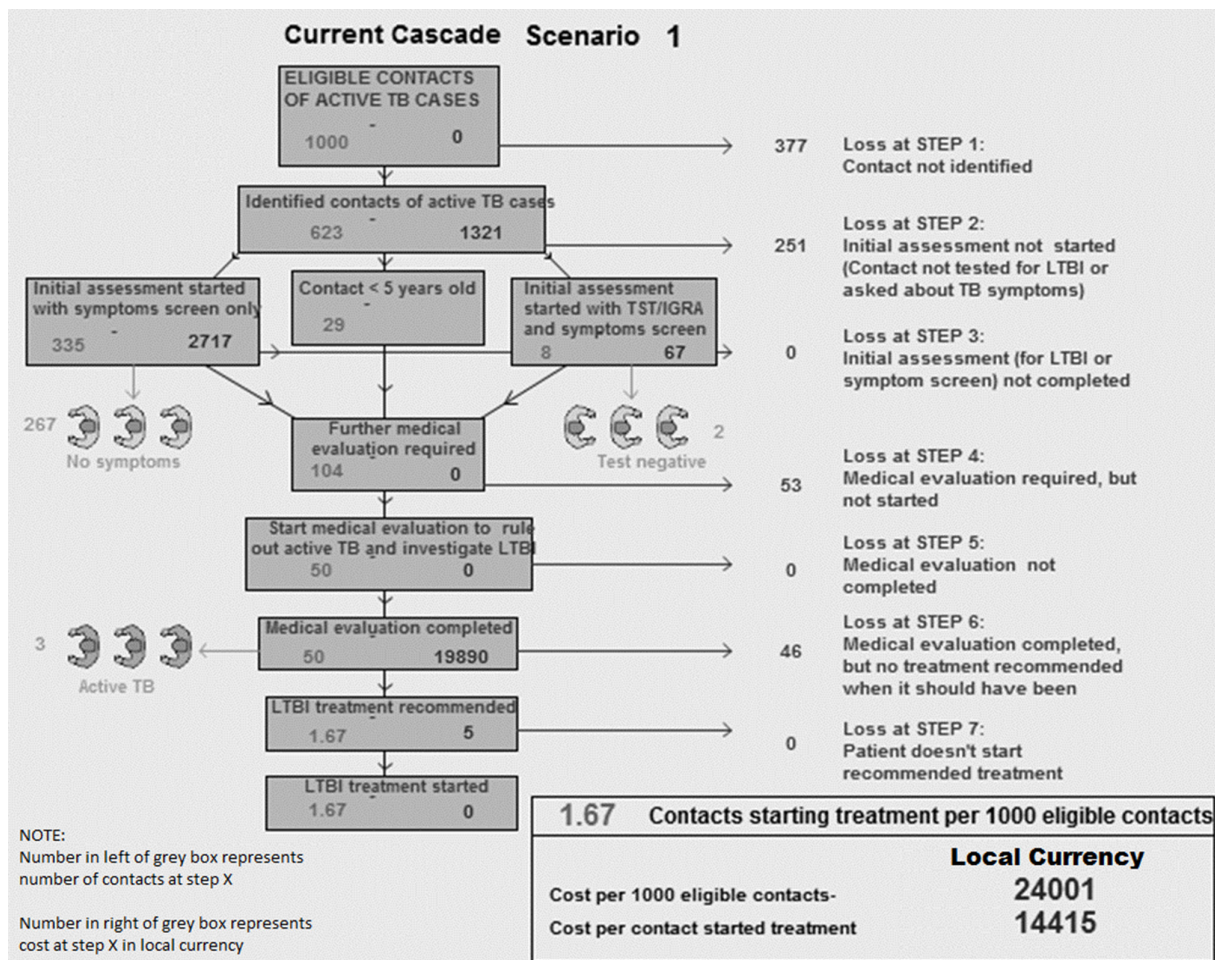 Current Cascade Scenario 1
ELIGIBLE CONTACTS
OF ACTIVE TB CASES
-
1000 0
377
Loss at STEP 1:
Contact not identified
Identified contacts of active TB cases
-
623 1321
251
Loss at STEP 2:
Initial assessment not started
(Contact not tested for LTBI or
asked about TB symptoms)
Initial assessment started
with symptoms screen only
-
335 2717
Contact < 5 years old
-
29
Initial assessment
started with TST/IGRA
and symptoms screen
8 67
0
Loss at STEP 3:
Initial assessment (for LTBI or
symptom screen) not completed
267
No symptoms
2
Test negative
Further medical
evaluation required
104 0
53
Loss at STEP 4:
Medical evaluation required, but
not started
Start medical evaluation to rule
out active TB and investigate LTBI
50 0
0
Loss at STEP 5:
Medical evaluation not
completed
3
Active TB
Medical evaluation completed
50 19890
46
Loss at STEP 6:
Medical evaluation completed,
but no treatment recommended
when it should have been
LTBI treatment recommended
-
1.67 5
0
Loss at STEP 7:
Patient doesn't start
recommended treatment
LTBI treatment started
-
1.67 0
NOTE:
Number in left of grey box represents
number of contacts at step X
Number in right of grey box represents
cost at step X in local currency
1.67 Contacts starting treatment per 1000 eligible contacts
Local Currency
Cost per 1000 eligible contacts- 24001
Cost per contact started treatment 14415